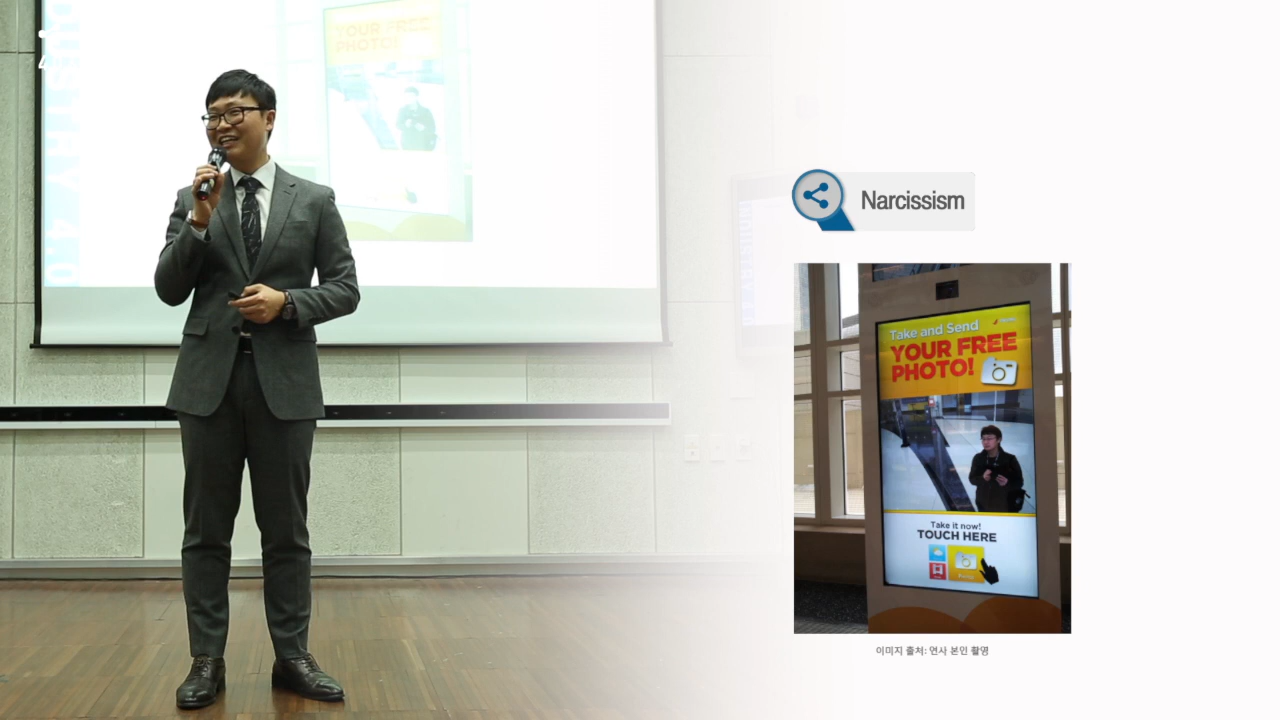 YOUR FREE
PHOTO!
Narcissism
Take and Send
YOUR FREE
PHOTO!
Take it now!
TOUCH HERE
이미지 출처: 연사 본인 촬영